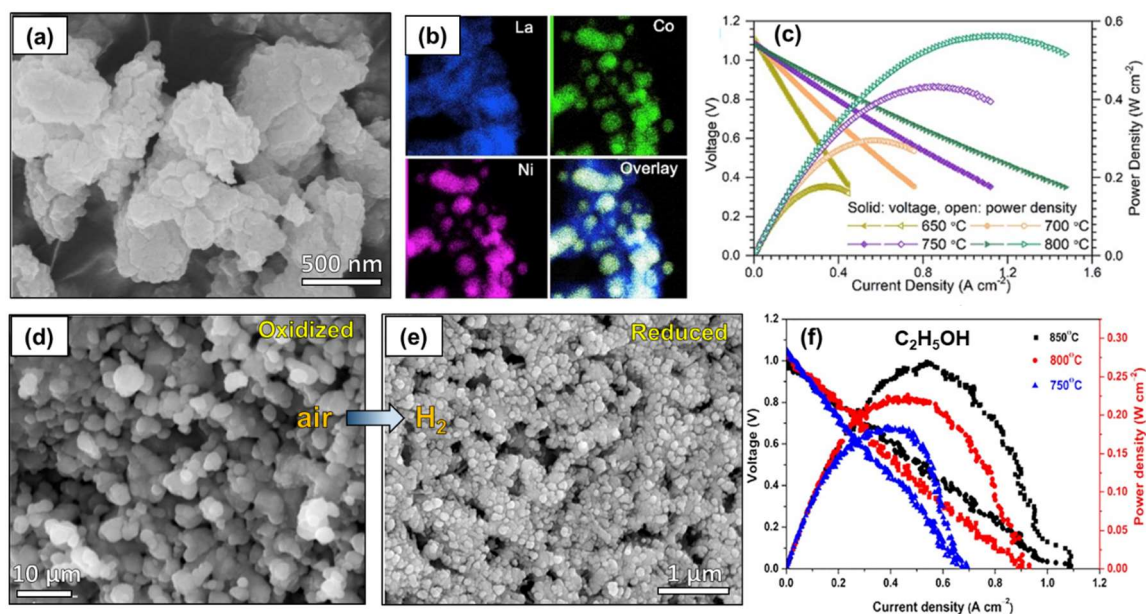 (a)
500 nm
(b)
La
Co
Ni
Overlay
(c)
Voltage (V)
1.2
1.0
0.8
0.6
0.4
0.2
0.0
0.6
0.4
0.2
0.0
Power Density (W cm-2)
Solid: voltage, open: power density
650 °C
700 °C
750 °C
800 °C
0.0 0.4 0.8 1.2 1.6
Current Density (A cm-2)
(d)
Oxidized
air
10 μm
(e)
Reduced
H2
1 μm
(f)
C2H5OH
850°C
800°C
750°C
Voltage (V)
1.2
1.0
0.8
0.6
0.4
0.2
0.0
0.30
0.25
0.20
0.15
0.10
0.05
0.00
Power density (W cm-2)
0.0 0.2 0.4 0.6 0.8 1.0 1.2
Current density (A cm-2)